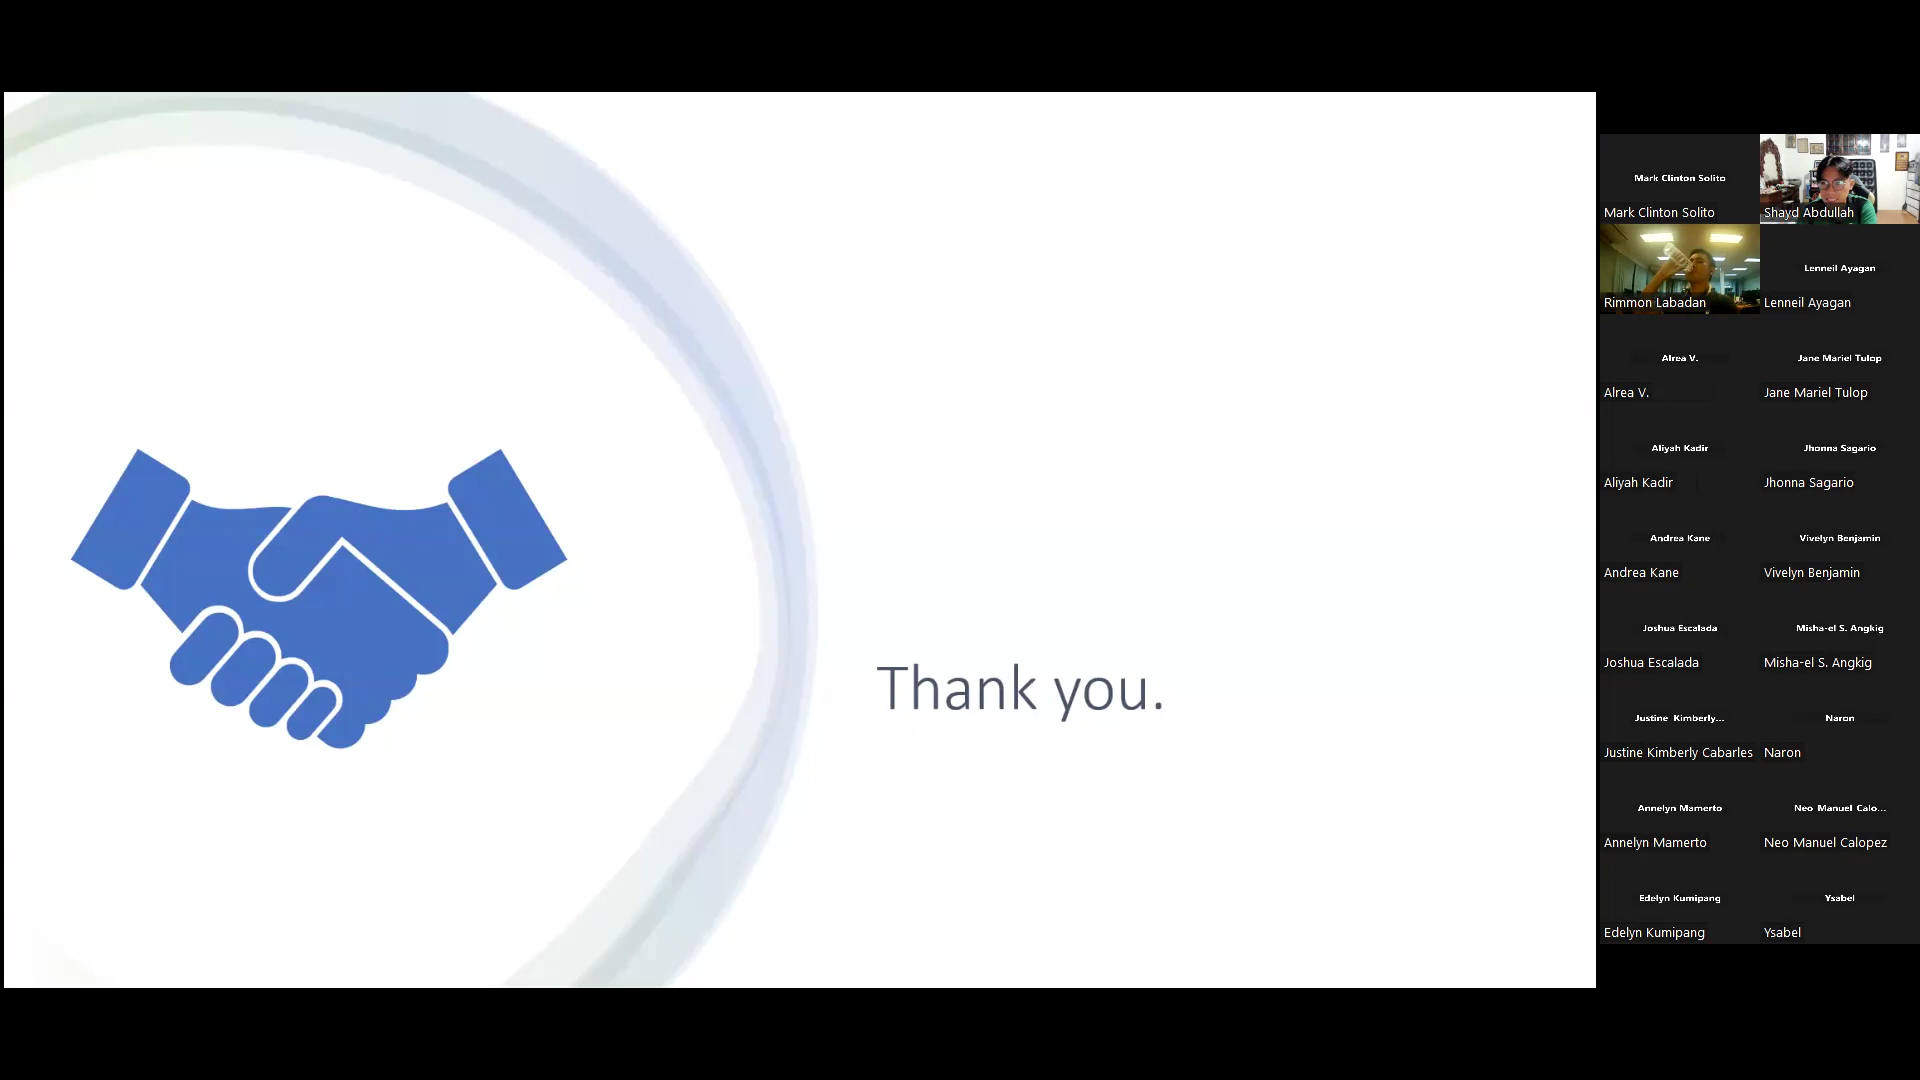 Thank you.
Mark Clinton Solito
Mark Clinton Solito
Shayd Abdullah
Rimmon Labadan
Lenneil Ayagan
Lenneil Ayagan
Alrea V.
Alrea V.
Jane Mariel Tulop
Jane Mariel Tulop
Aliyah Kadir
Aliyah Kadir
Jhonna Sagario
Jhonna Sagario
Andrea Kane
Andrea Kane
Vivelyn Benjamin
Vivelyn Benjamin
Joshua Escalada
Joshua Escalada
Misha-el S. Angkig
Misha-el S. Angkig
Justine Kimberly...
Justine Kimberly Cabarles
Naron
Naron
Annelyn Mamerto
Annelyn Mamerto
Neo Manuel Calo...
Neo Manuel Calopez
Edelyn Kumipang
Edelyn Kumipang
Ysabel
Ysabel